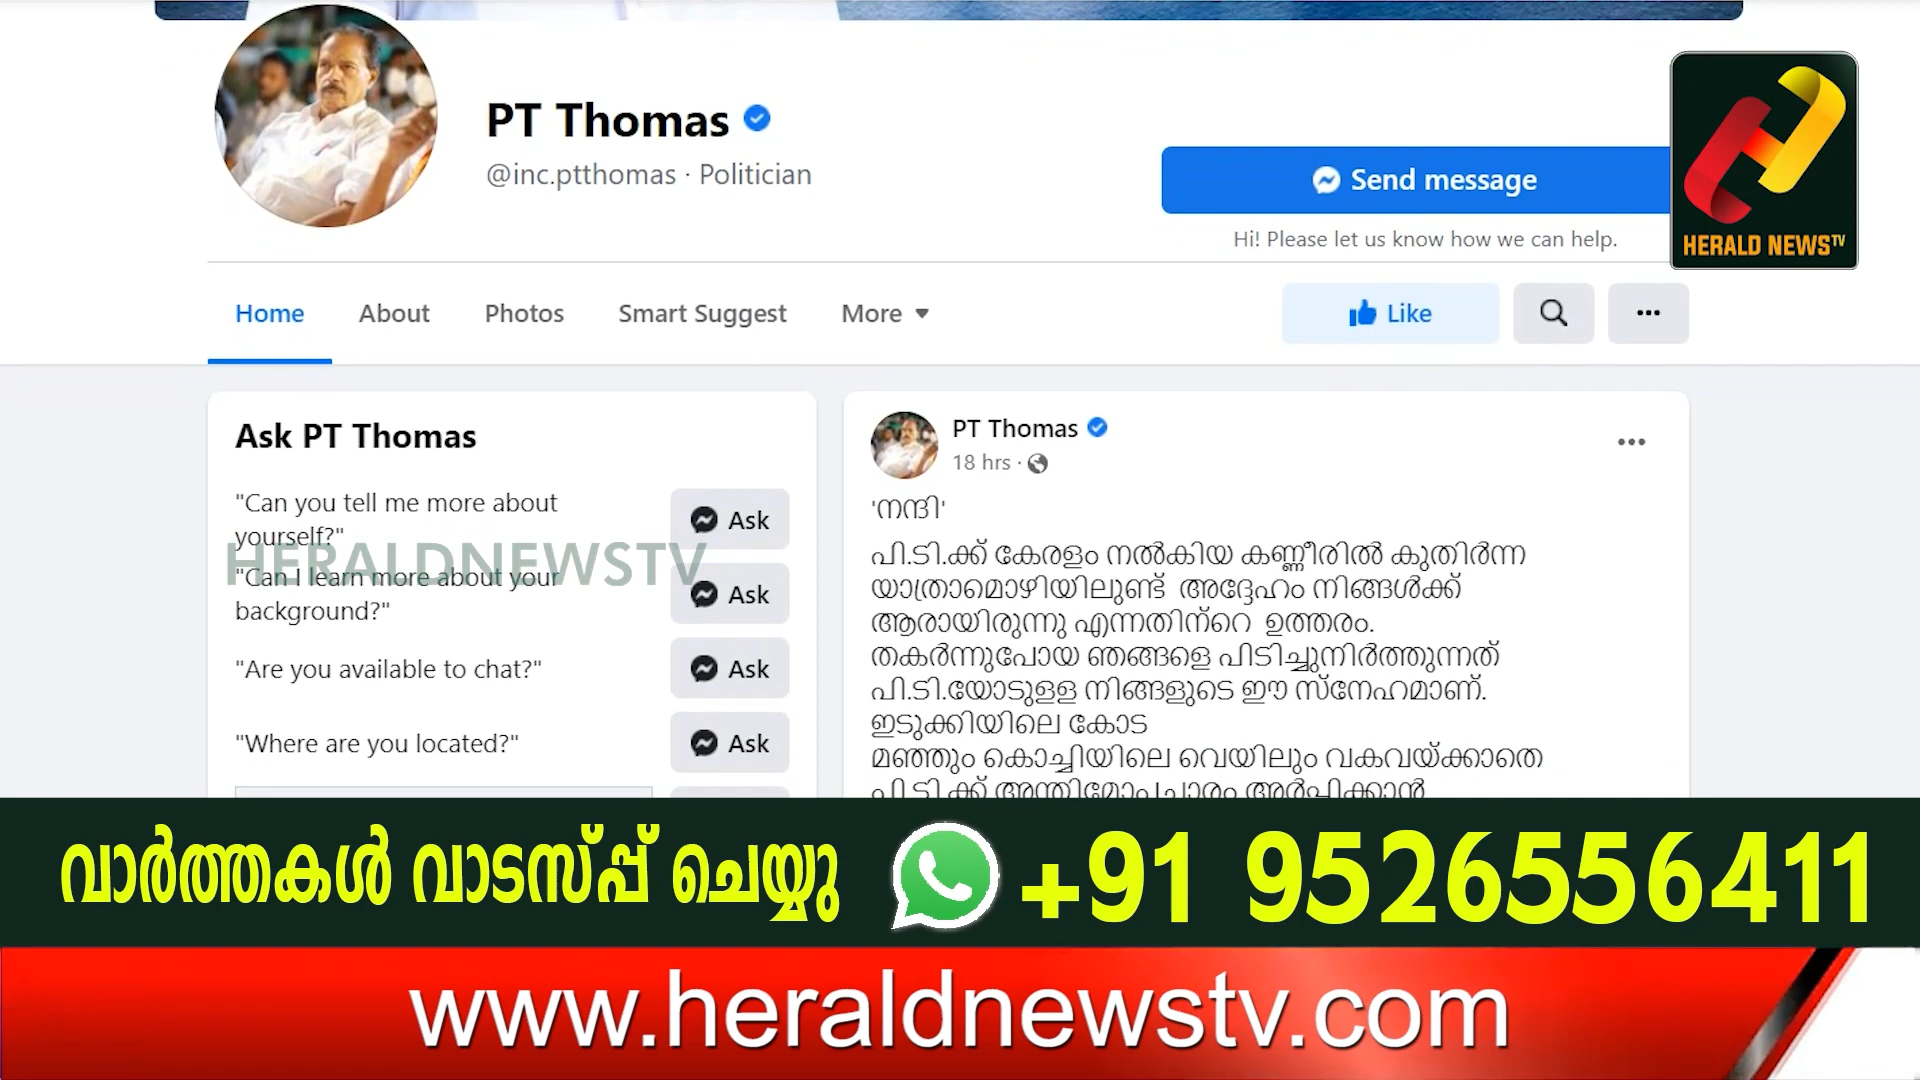 PT Thomas
@inc.ptthomas · Politician
Send message
Hi! Please let us know how we can help.
HERALD NEWS TV
Home About Photos Smart Suggest More
Like
Ask PT Thomas
"Can you tell me more about
yourself?"
Ask
HERALDNEWSTV
"Can I learn more about your
background?"
Ask
"Are you available to chat?"
Ask
"Where are you located?"
Ask
PT Thomas
18 hrs ·
'നന്ദി'
പി.ടി.ക്ക് കേരളം നൽകിയ കണ്ണീരിൽ കുതിർന്ന
യാത്രാമൊഴിയിലുണ്ട് അദ്ദേഹം നിങ്ങൾക്ക്
ആരായിരുന്നു എന്നതിന്റെ ഉത്തരം.
തകർന്നുപോയ ഞങ്ങളെ പിടിച്ചുനിർത്തുന്നത്
പി.ടി.യോടുളള നിങ്ങളുടെ ഈ സ്നേഹമാണ്.
ഇടുക്കിയിലെ കോട
മഞ്ഞും കൊച്ചിയിലെ വെയിലും വകവയ്ക്കാതെ
പി.ടി.ക്ക് അന്തിമോപചാരം അർപ്പിക്കാൻ
വാർത്തകൾ വാടസ്പ്പ് ചെയ്യു
+91 9526556411
www.heraldnewstv.com